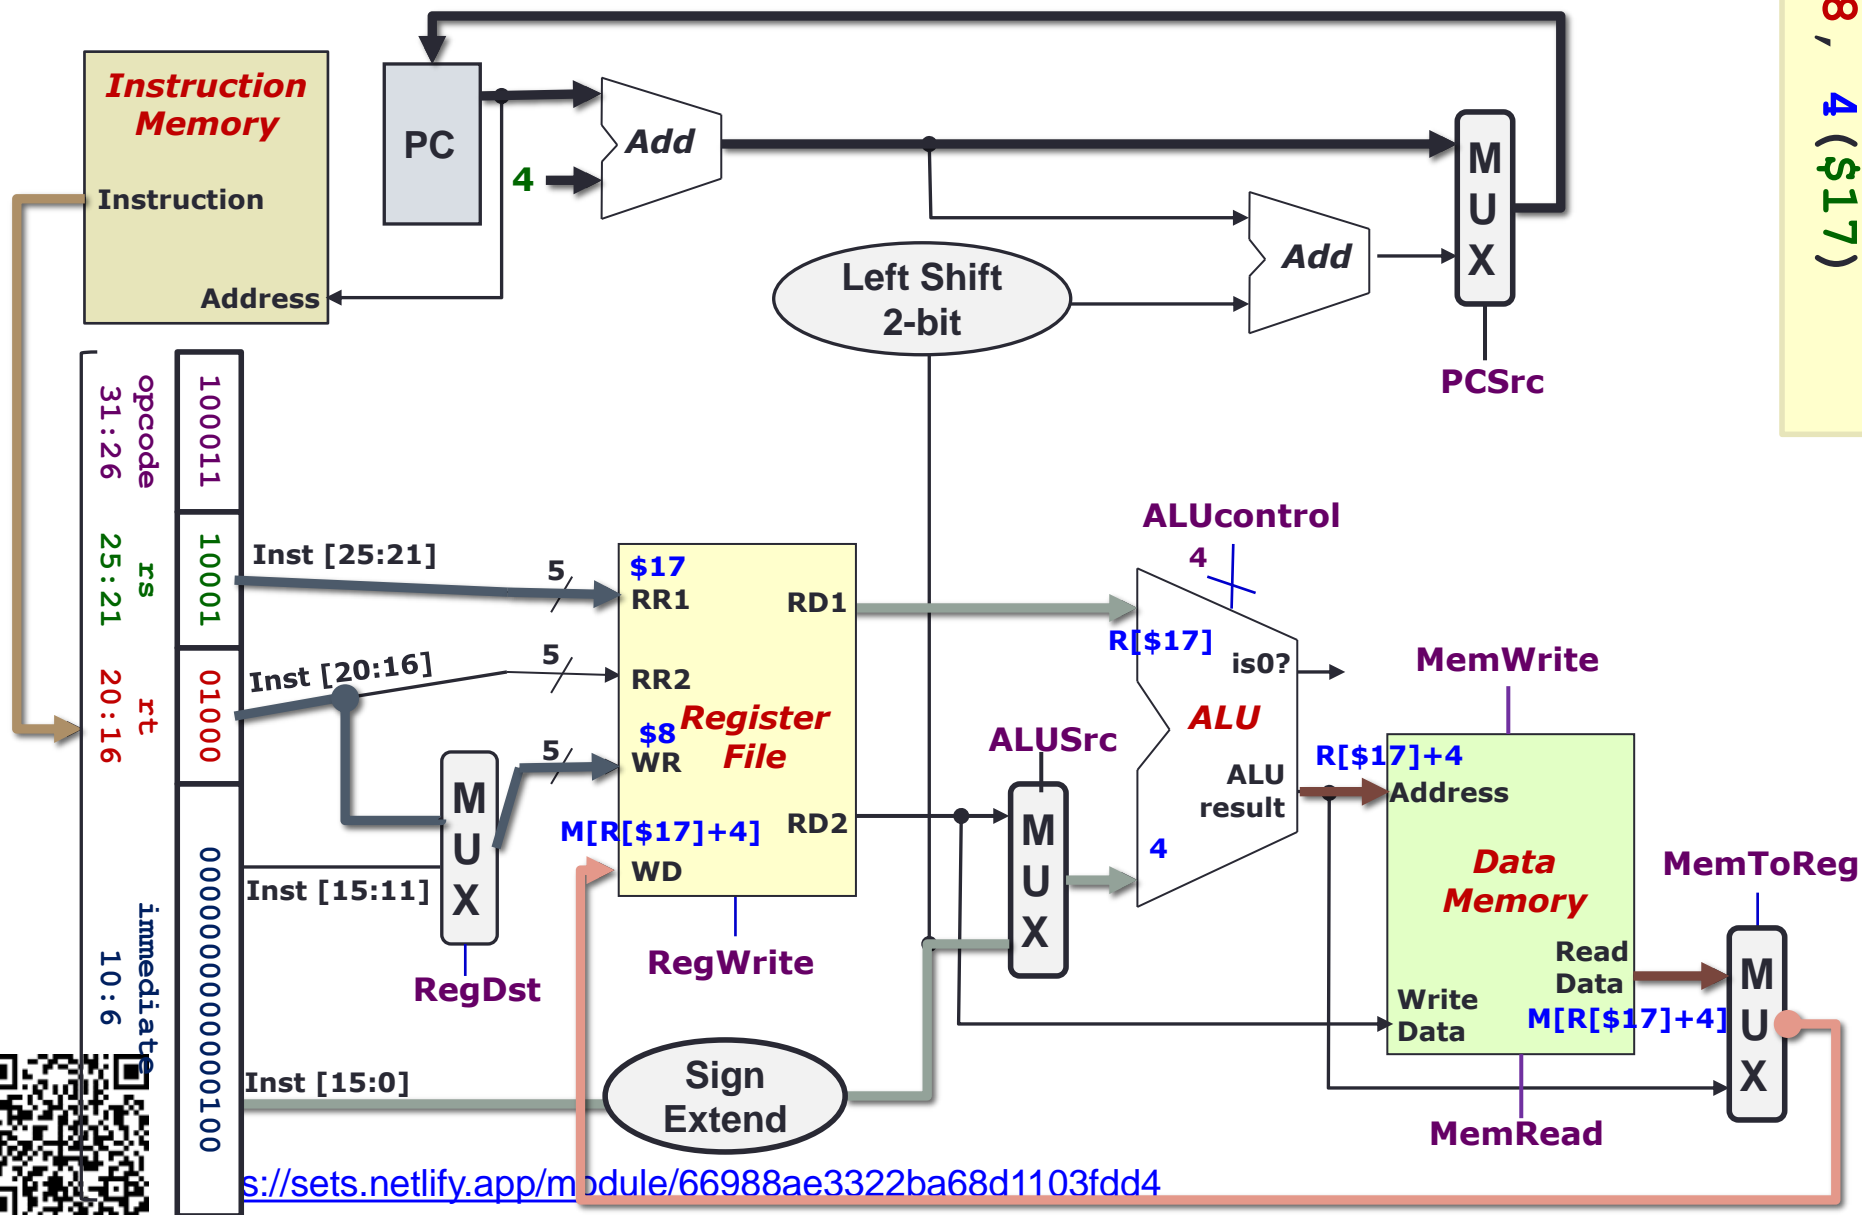 8, 4($17)
Instruction
Memory
Instruction
Address
PC
4
Add
Add
M
U
X
PCSrc
Left Shift
2-bit
opcode
31:26
100011
rs
25:21
10001
rt
20:16
01000
immediate
10:6
0000000000000100
Inst [25:21]
5
Inst [20:16]
5
5
Inst [15:11]
Inst [15:0]
M
U
X
RegDst
$17
RR1
RD1
RR2
$8
WR
Register
File
M[R[$17]+4]
RD2
WD
RegWrite
Sign
Extend
ALUSrc
M
U
X
ALUcontrol
4
R[$17]
is0?
ALU
ALU
result
4
MemWrite
R[$17]+4
Address
Data
Memory
Read
Data
Write
Data
M[R[$17]+4]
MemRead
MemToReg
M
U
X
s://sets.netlify.app/module/66988ae3322ba68d1103fdd4